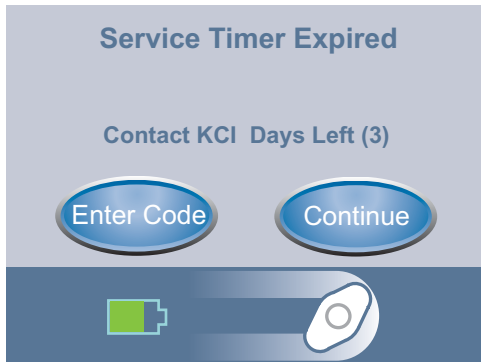 Service Timer Expired
Contact KCI Days Left (3)
Enter Code
Continue